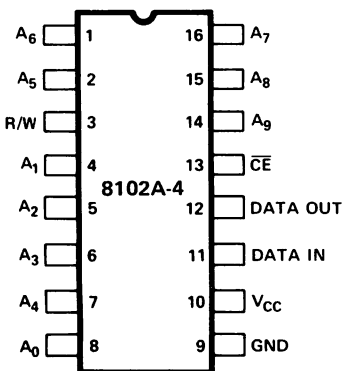 A6 1 16 A7
A5 2 15 A8
R/W 3 14 A9
A1 4 13 C̅E̅
8102A-4
A2 5 12 DATA OUT
A3 6 11 DATA IN
A4 7 10 VCC
A0 8 9 GND